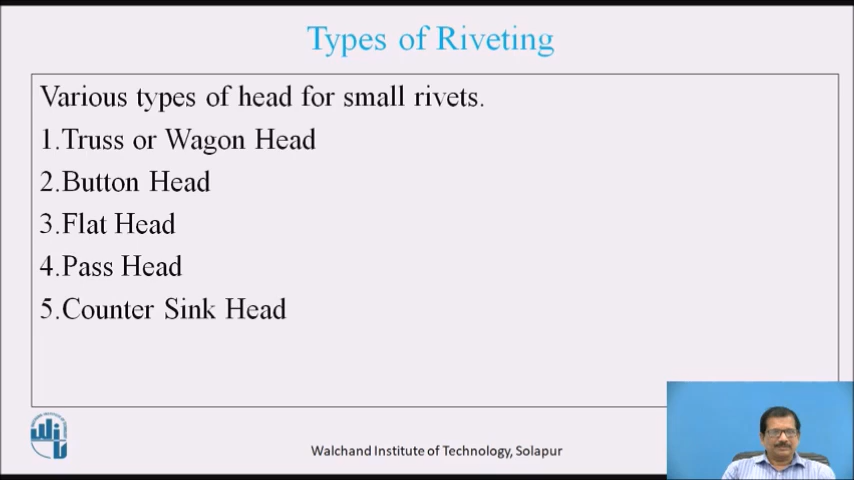 Types of Riveting
Various types of head for small rivets.
1.Truss or Wagon Head
2.Button Head
3.Flat Head
4.Pass Head
5.Counter Sink Head
Walchand Institute of Technology, Solapur